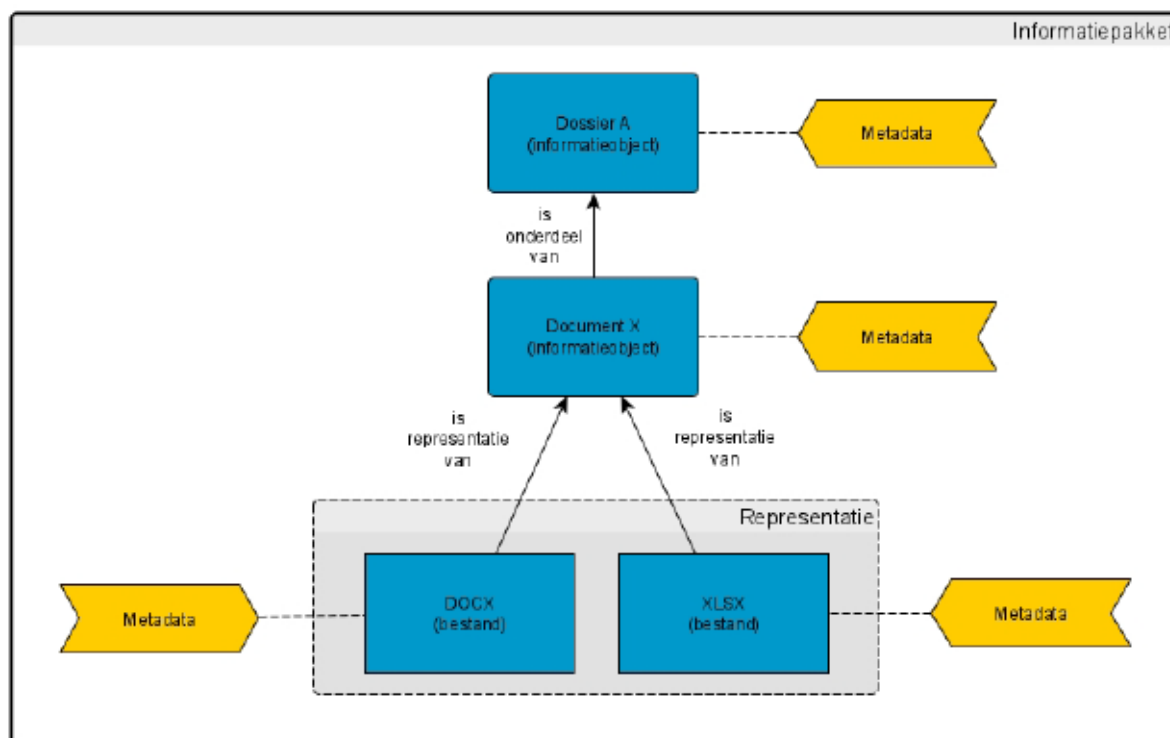 Informatiepakket
Dossier A
(informatieobject)
Metadata
is
onderdeel
van
Document X
(informatieobject)
Metadata
is
representatie
van
is
representatie
van
Representatie
Metadata
DOCX
(bestand)
XLSX
(bestand)
Metadata